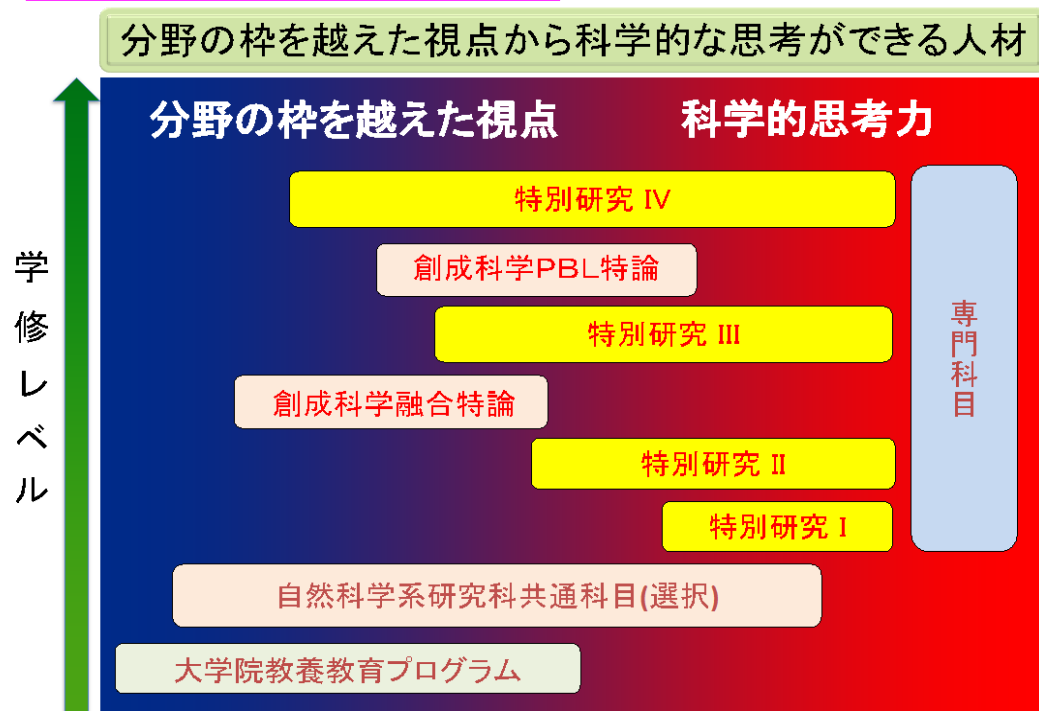 分野の枠を越えた視点から科学的な思考ができる人材
分野の枠を越えた視点 科学的思考力
特別研究 IV
創成科学PBL特論
特別研究 III
創成科学融合特論
特別研究 II
特別研究 I
自然科学系研究科共通科目(選択)
大学院教養教育プログラム
専門科目
学修レベル